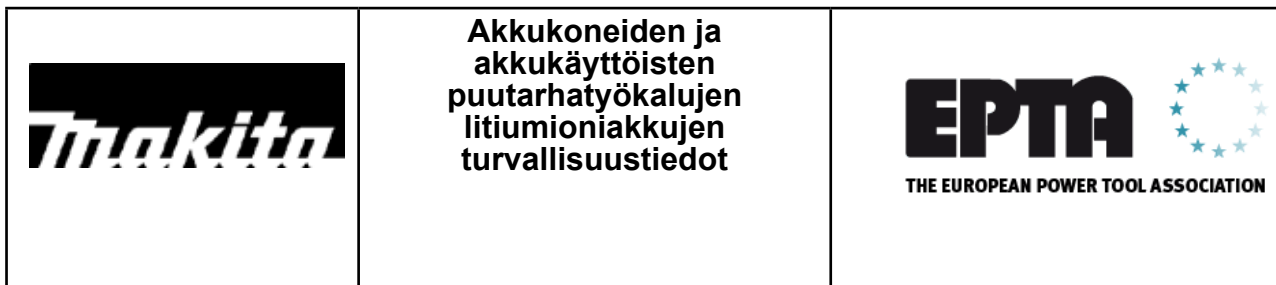 makita
Akkukoneiden ja
akkukäyttöisten
puutarhatyökalujen
litiumioniakkujen
turvallisuustiedot
EPTA
THE EUROPEAN POWER TOOL ASSOCIATION